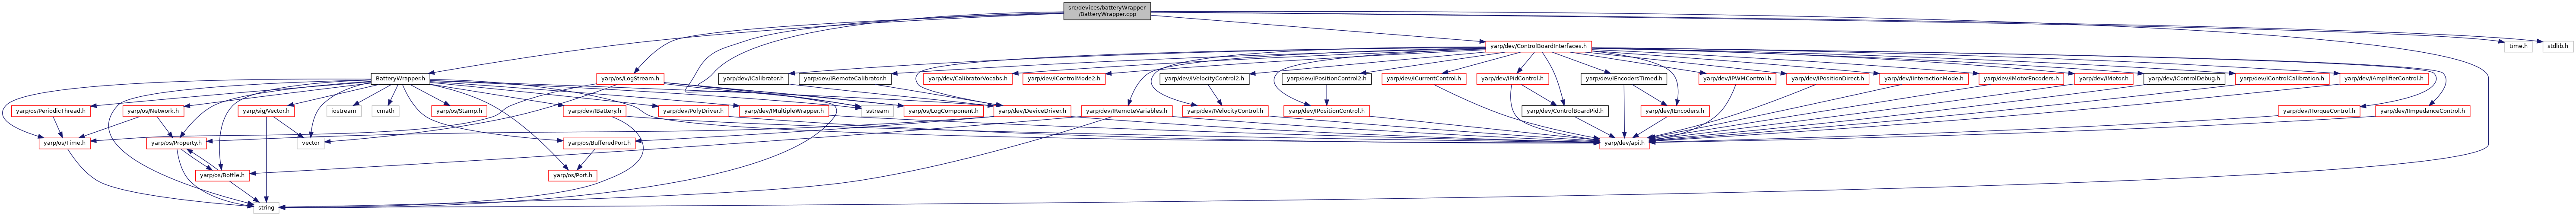 src/devices/batteryWrapper
/BatteryWrapper.cpp
yarp/dev/ControlBoardInterfaces.h
time.h
stdlib.h
BatteryWrapper.h
yarp/os/LogStream.h
yarp/dev/ICalibrator.h
yarp/dev/IRemoteCalibrator.h
yarp/dev/CalibratorVocabs.h
yarp/dev/IControlMode2.h
yarp/dev/IVelocityControl2.h
yarp/dev/IPositionControl2.h
yarp/dev/ICurrentControl.h
yarp/dev/IPidControl.h
yarp/dev/IEncodersTimed.h
yarp/dev/IPWMControl.h
yarp/dev/IPositionDirect.h
yarp/dev/IInteractionMode.h
yarp/dev/IMotorEncoders.h
yarp/dev/IMotor.h
yarp/dev/IControlDebug.h
yarp/dev/IControlCalibration.h
yarp/dev/IAmplifierControl.h
yarp/os/PeriodicThread.h
yarp/os/Network.h
yarp/sig/Vector.h
iostream
cmath
yarp/os/Stamp.h
yarp/dev/IBattery.h
yarp/dev/PolyDriver.h
yarp/dev/IMultipleWrapper.h
sstream
yarp/os/LogComponent.h
yarp/dev/DeviceDriver.h
yarp/dev/IRemoteVariables.h
yarp/dev/IVelocityControl.h
yarp/dev/IPositionControl.h
yarp/dev/ControlBoardPid.h
yarp/dev/IEncoders.h
yarp/dev/ITorqueControl.h
yarp/dev/IImpedanceControl.h
yarp/os/Time.h
yarp/os/Property.h
vector
yarp/os/BufferedPort.h
yarp/dev/api.h
yarp/os/Bottle.h
yarp/os/Port.h
string